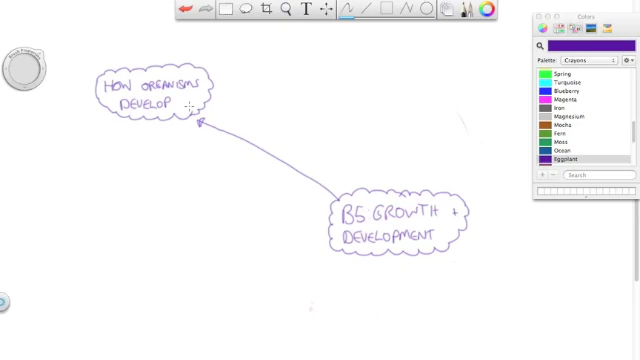 HOW ORGANISMS
DEVELOP
B5 GROWTH +
DEVELOPMENT
T
Colors
Palette: Crayons
Spring
Turquoise
Blueberry
Magenta
Iron
Magnesium
Mocha
Fern
Moss
Ocean
Eggplant
Search